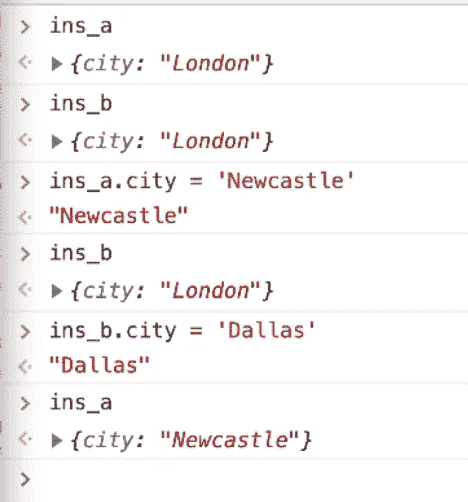 > ins_a
<· ▶{city: "London"}
> ins_b
<· ▶{city: "London"}
> ins_a.city = 'Newcastle'
<· "Newcastle"
> ins_b
<· ▶{city: "London"}
> ins_b.city = 'Dallas'
<· "Dallas"
> ins_a
<· ▶{city: "Newcastle"}
>